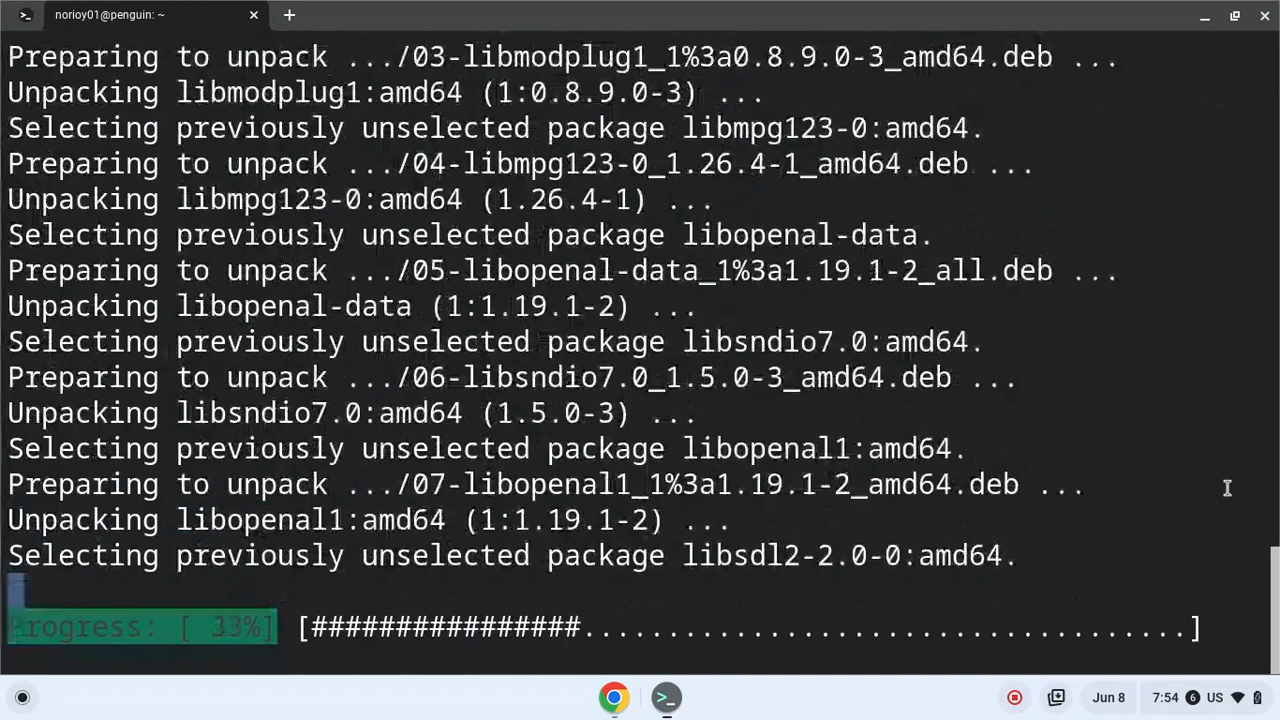 norioy01@penguin: ~
Preparing to unpack .../03-libmodplug1_1%3a0.8.9.0-3_amd64.deb ...
Unpacking libmodplug1:amd64 (1:0.8.9.0-3) ...
Selecting previously unselected package libmpg123-0:amd64.
Preparing to unpack .../04-libmpg123-0_1.26.4-1_amd64.deb ...
Unpacking libmpg123-0:amd64 (1.26.4-1) ...
Selecting previously unselected package libopenal-data.
Preparing to unpack .../05-libopenal-data_1%3a1.19.1-2_all.deb ...
Unpacking libopenal-data (1:1.19.1-2) ...
Selecting previously unselected package libsndio7.0:amd64.
Preparing to unpack .../06-libsndio7.0_1.5.0-3_amd64.deb ...
Unpacking libsndio7.0:amd64 (1.5.0-3) ...
Selecting previously unselected package libopenal1:amd64.
Preparing to unpack .../07-libopenal1_1%3a1.19.1-2_amd64.deb ...
Unpacking libopenal1:amd64 (1:1.19.1-2) ...
Selecting previously unselected package libsdl2-2.0-0:amd64.
Progress: [ 33%] [################....................................]
Jun 8 7:54 6 US